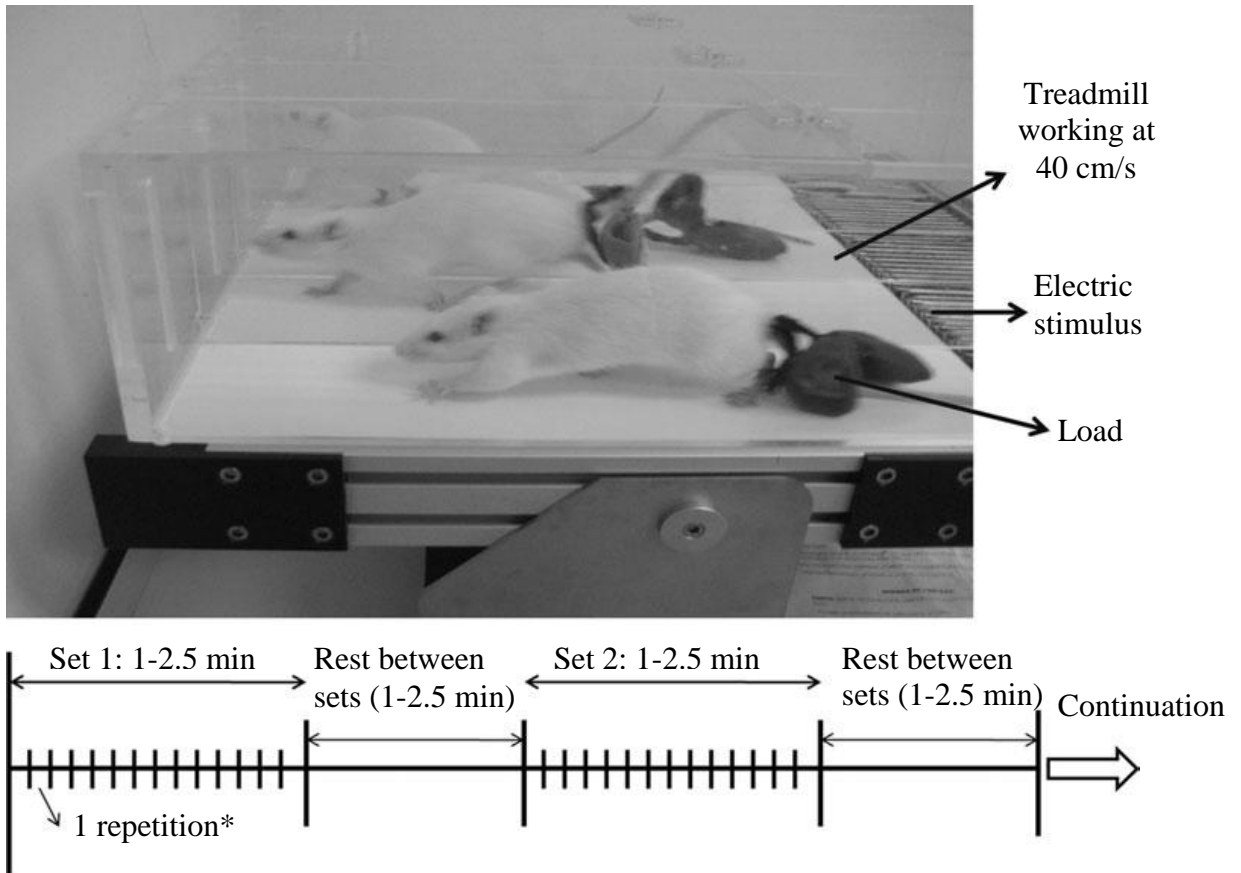 Treadmill
working at
40 cm/s
Electric
stimulus
Load
Set 1: 1-2.5 min
Rest between
sets (1-2.5 min)
Set 2: 1-2.5 min
Rest between
sets (1-2.5 min)
Continuation
1 repetition*